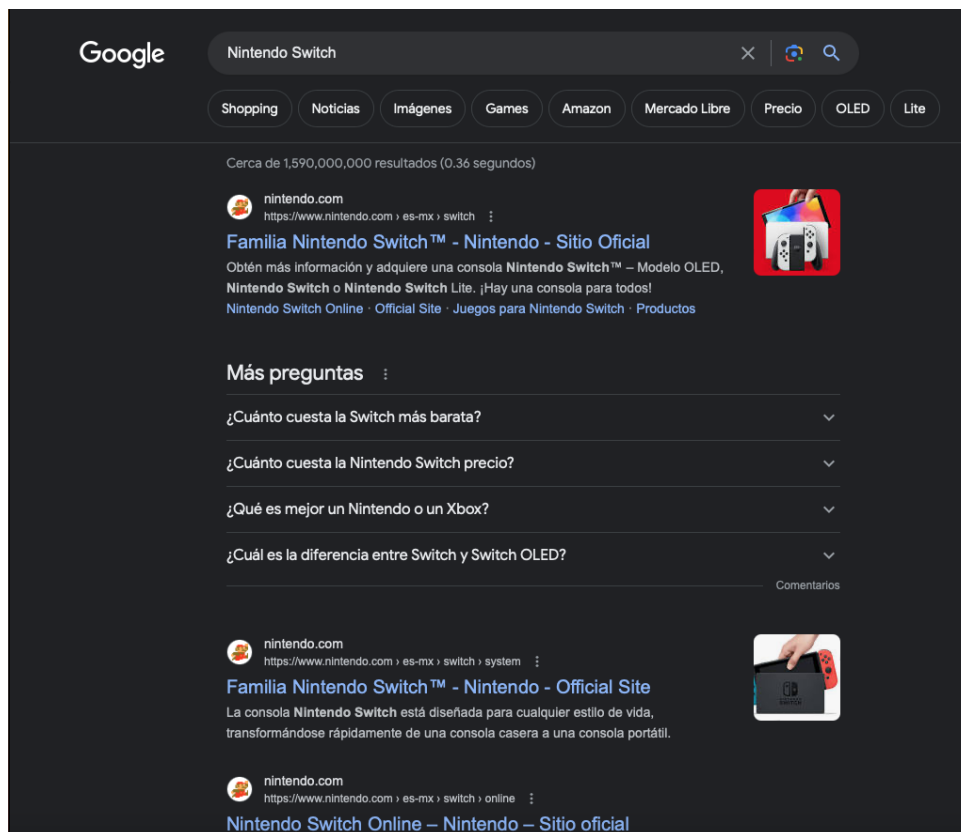 Google
Nintendo Switch
Shopping Noticias Imágenes Games Amazon Mercado Libre Precio OLED Lite
Cerca de 1,590,000,000 resultados (0.36 segundos)
nintendo.com
https://www.nintendo.com › es-mx › switch
Familia Nintendo Switch™ - Nintendo - Sitio Oficial
Obtén más información y adquiere una consola Nintendo Switch™ – Modelo OLED,
Nintendo Switch o Nintendo Switch Lite. ¡Hay una consola para todos!
Nintendo Switch Online · Official Site · Juegos para Nintendo Switch · Productos
Más preguntas
¿Cuánto cuesta la Switch más barata?
¿Cuánto cuesta la Nintendo Switch precio?
¿Qué es mejor un Nintendo o un Xbox?
¿Cuál es la diferencia entre Switch y Switch OLED?
Comentarios
nintendo.com
https://www.nintendo.com › es-mx › switch › system
Familia Nintendo Switch™ - Nintendo - Official Site
La consola Nintendo Switch está diseñada para cualquier estilo de vida,
transformándose rápidamente de una consola casera a una consola portátil.
SWITCH
nintendo.com
https://www.nintendo.com › es-mx › switch › online
Nintendo Switch Online – Nintendo – Sitio oficial